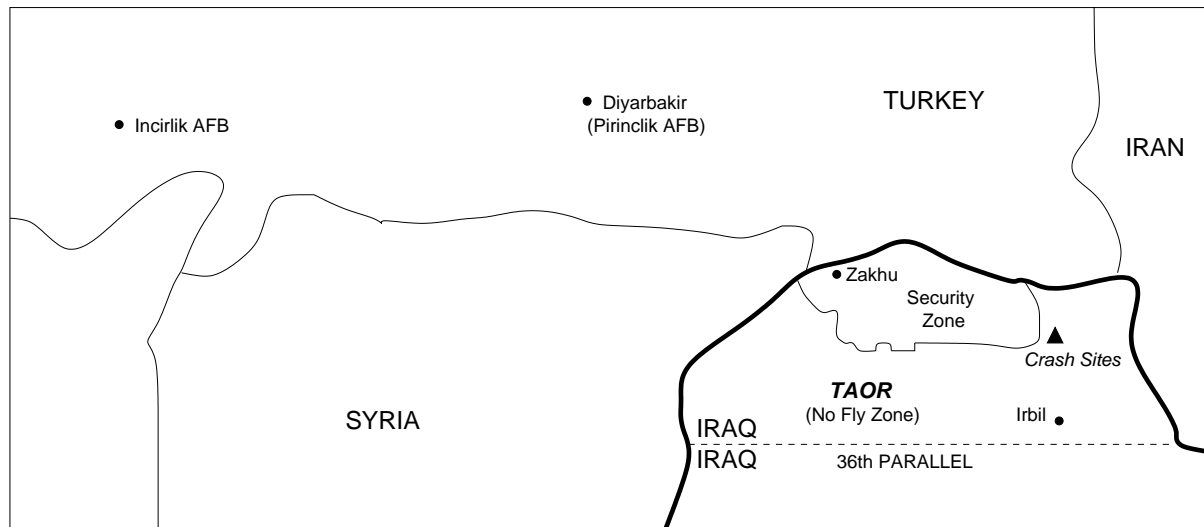 TURKEY
Diyarbakir
(Pirinclik AFB)
Incirlik AFB
IRAN
Zakhu
Security
Zone
Crash Sites
TAOR
(No Fly Zone)
Irbil
SYRIA
IRAQ
IRAQ
36th PARALLEL